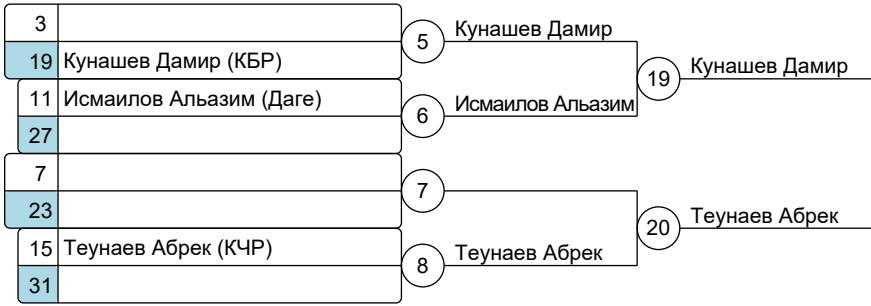 3
5
Кунашев Дамир
19 Кунашев Дамир (КБР)
19
Кунашев Дамир
11 Исмаилов Альазим (Даге)
6
Исмаилов Альазим
27
7
7
23
20
Теунаев Абрек
15 Теунаев Абрек (КЧР)
8
Теунаев Абрек
31